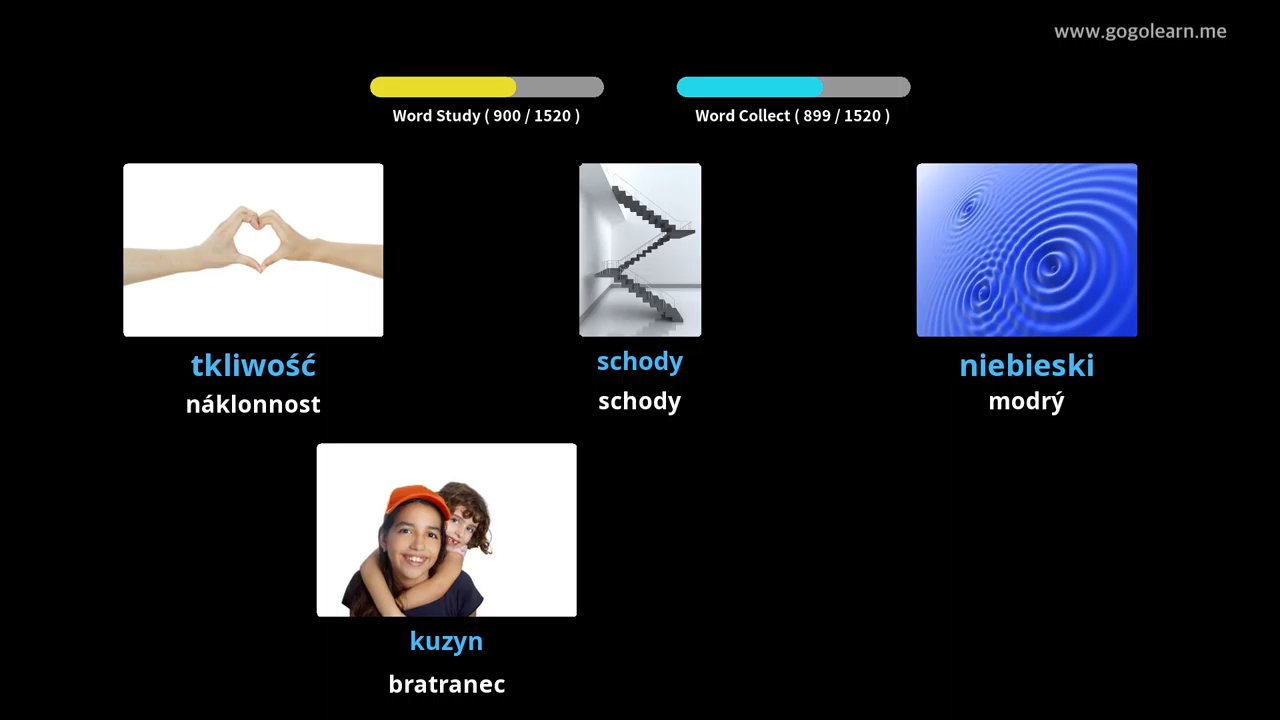 www.gogolearn.me
Word Study ( 900 / 1520 )
Word Collect ( 899 / 1520 )
tkliwość
náklonnost
schody
schody
niebieski
modrý
kuzyn
bratranec